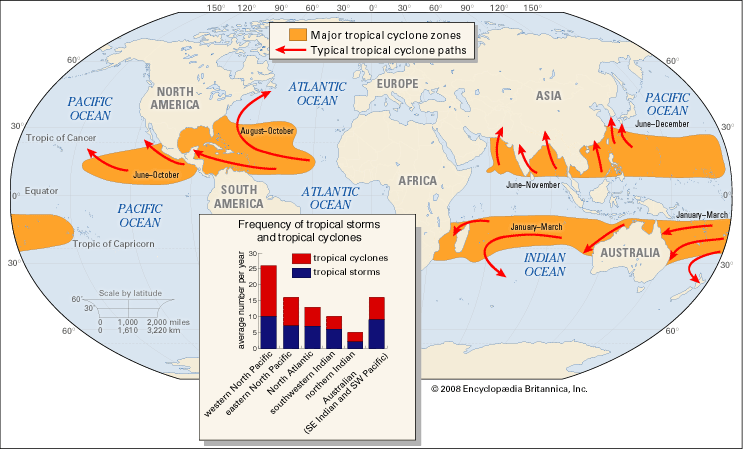 150° 120° 90° 60° 30° 0° 30° 60° 90° 120° 150°
Major tropical cyclone zones
Typical tropical cyclone paths
60°
60°
NORTH
AMERICA
EUROPE
ASIA
ATLANTIC
OCEAN
PACIFIC
OCEAN
PACIFIC
OCEAN
30°
30°
June–December
August–October
Tropic of Cancer
June–October
AFRICA
June–November
SOUTH
AMERICA
ATLANTIC
OCEAN
Equator
0°
0°
PACIFIC
OCEAN
January–March
January–March
Tropic of Capricorn
AUSTRALIA
INDIAN
OCEAN
30°
30°
Scale by latitude
60°
30°
0 1,000 2,000 miles
0 1,610 3,220 km
60°
60°
Frequency of tropical storms
and tropical cyclones
tropical cyclones
tropical storms
average number per year
30
25
20
15
10
5
0
western North Pacific
eastern North Pacific
North Atlantic
southwestern Indian
northern Indian
Australian
(SE Indian and SW Pacific)
© 2008 Encyclopædia Britannica, Inc.